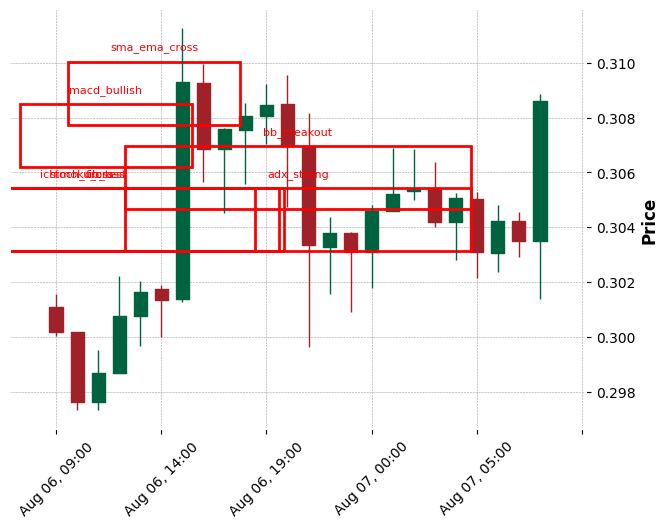 sma_ema_cross
0.310
macd_bullish
0.308
bb_breakout
adx_strong
0.306
Price
0.304
0.302
0.300
0.298
Aug 06, 09:00
Aug 06, 14:00
Aug 06, 19:00
Aug 07, 00:00
Aug 07, 05:00